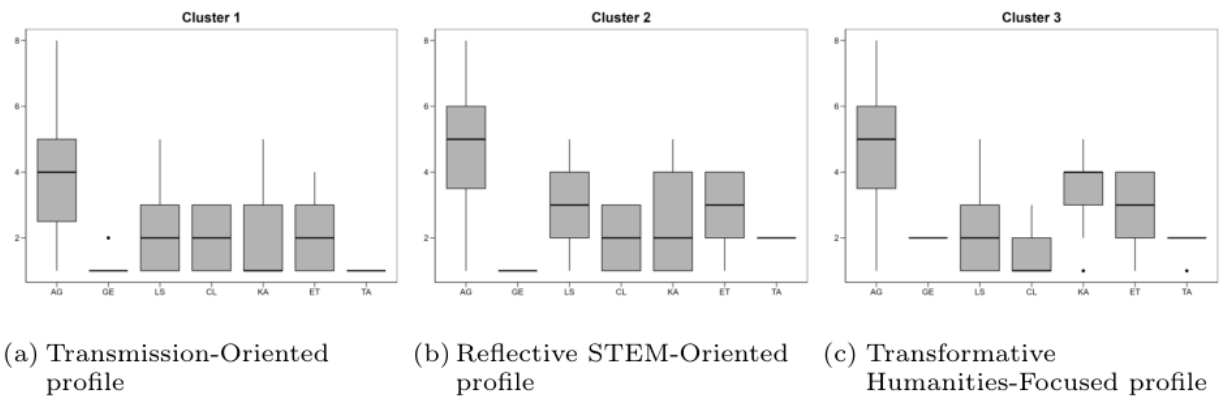 Cluster 1
8
6
4
2
AG GE LS CL KA ET TA
Cluster 2
8
6
4
2
AG GE LS CL KA ET TA
Cluster 3
8
6
4
2
AG GE LS CL KA ET TA
(a) Transmission-Oriented
profile
(b) Reflective STEM-Oriented
profile
(c) Transformative
Humanities-Focused profile